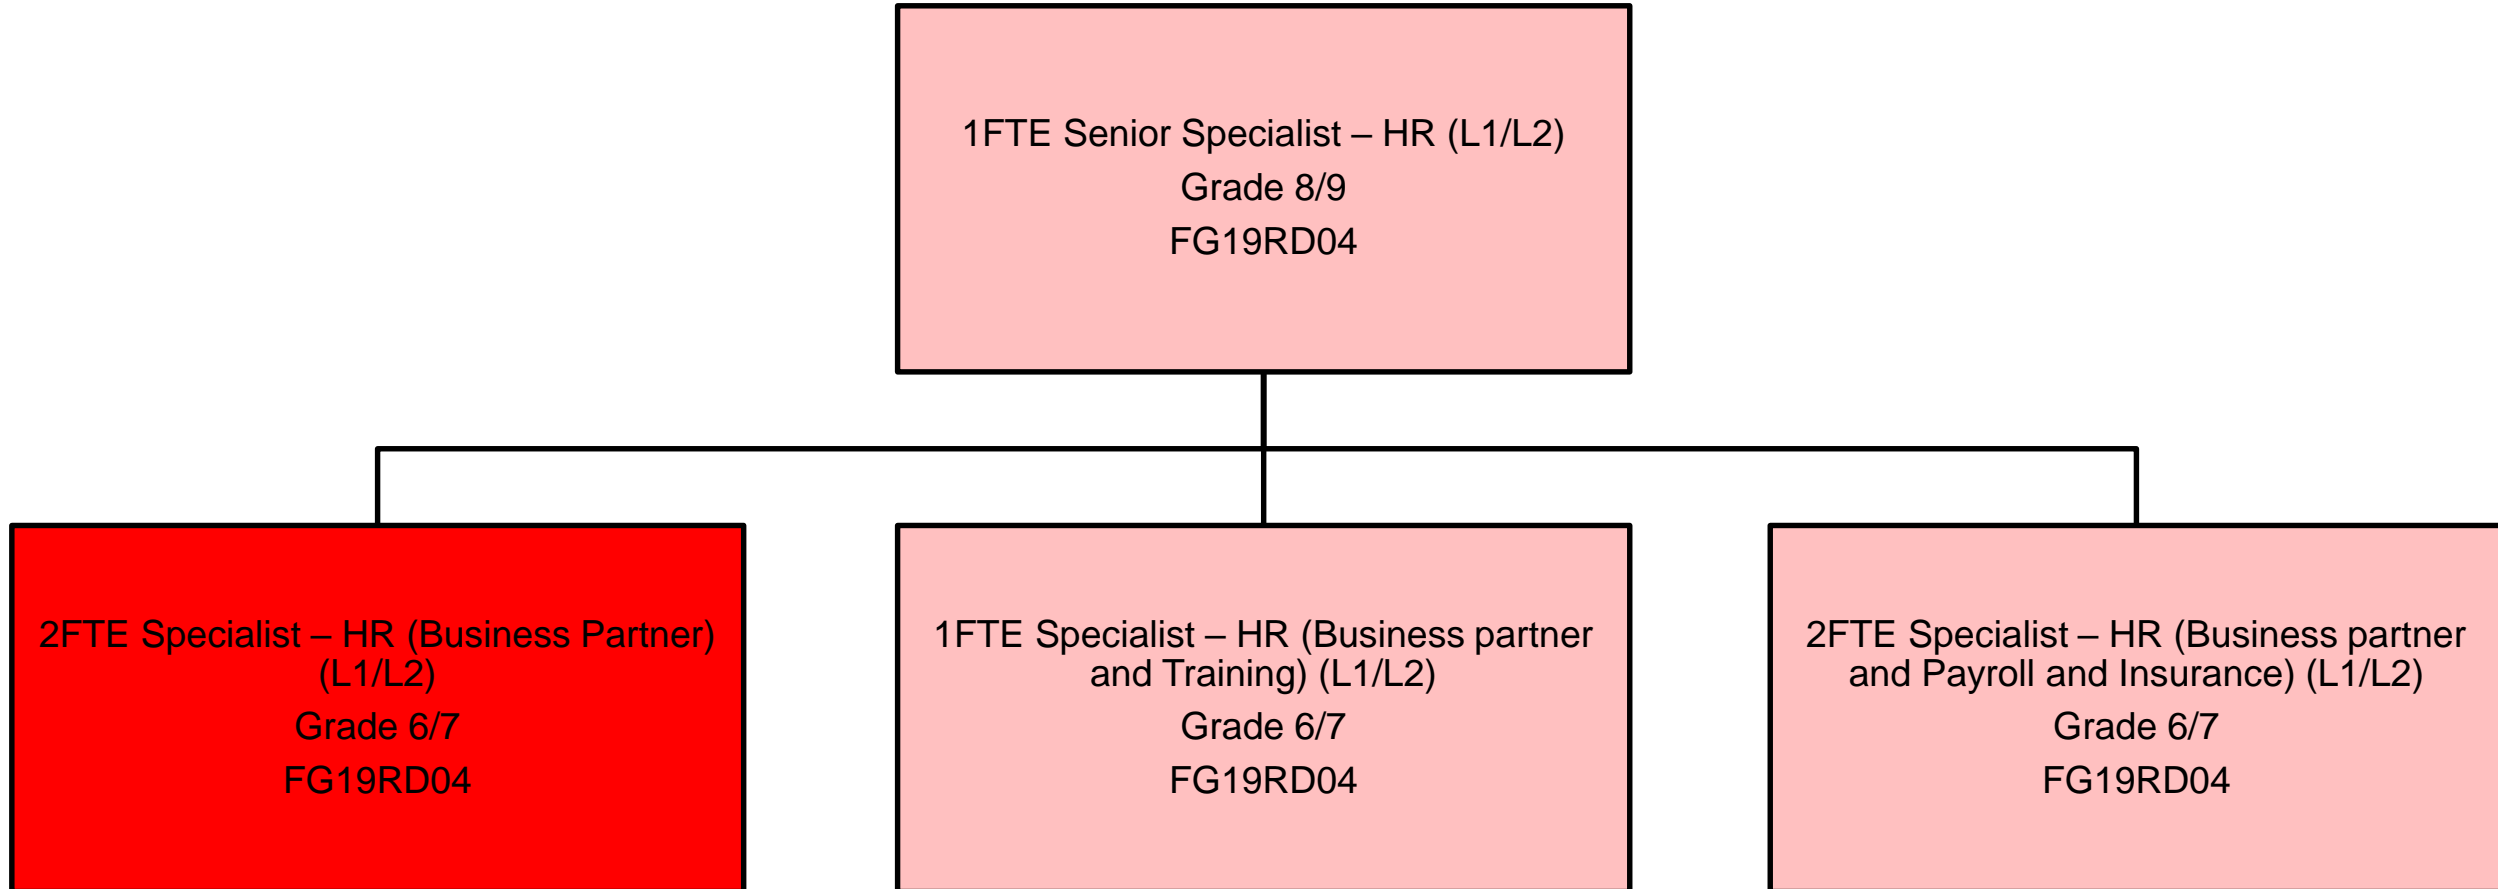 1FTE Senior Specialist – HR (L1/L2)
Grade 8/9
FG19RD04
2FTE Specialist – HR (Business Partner)
(L1/L2)
Grade 6/7
FG19RD04
1FTE Specialist – HR (Business partner
and Training) (L1/L2)
Grade 6/7
FG19RD04
2FTE Specialist – HR (Business partner
and Payroll and Insurance) (L1/L2)
Grade 6/7
FG19RD04